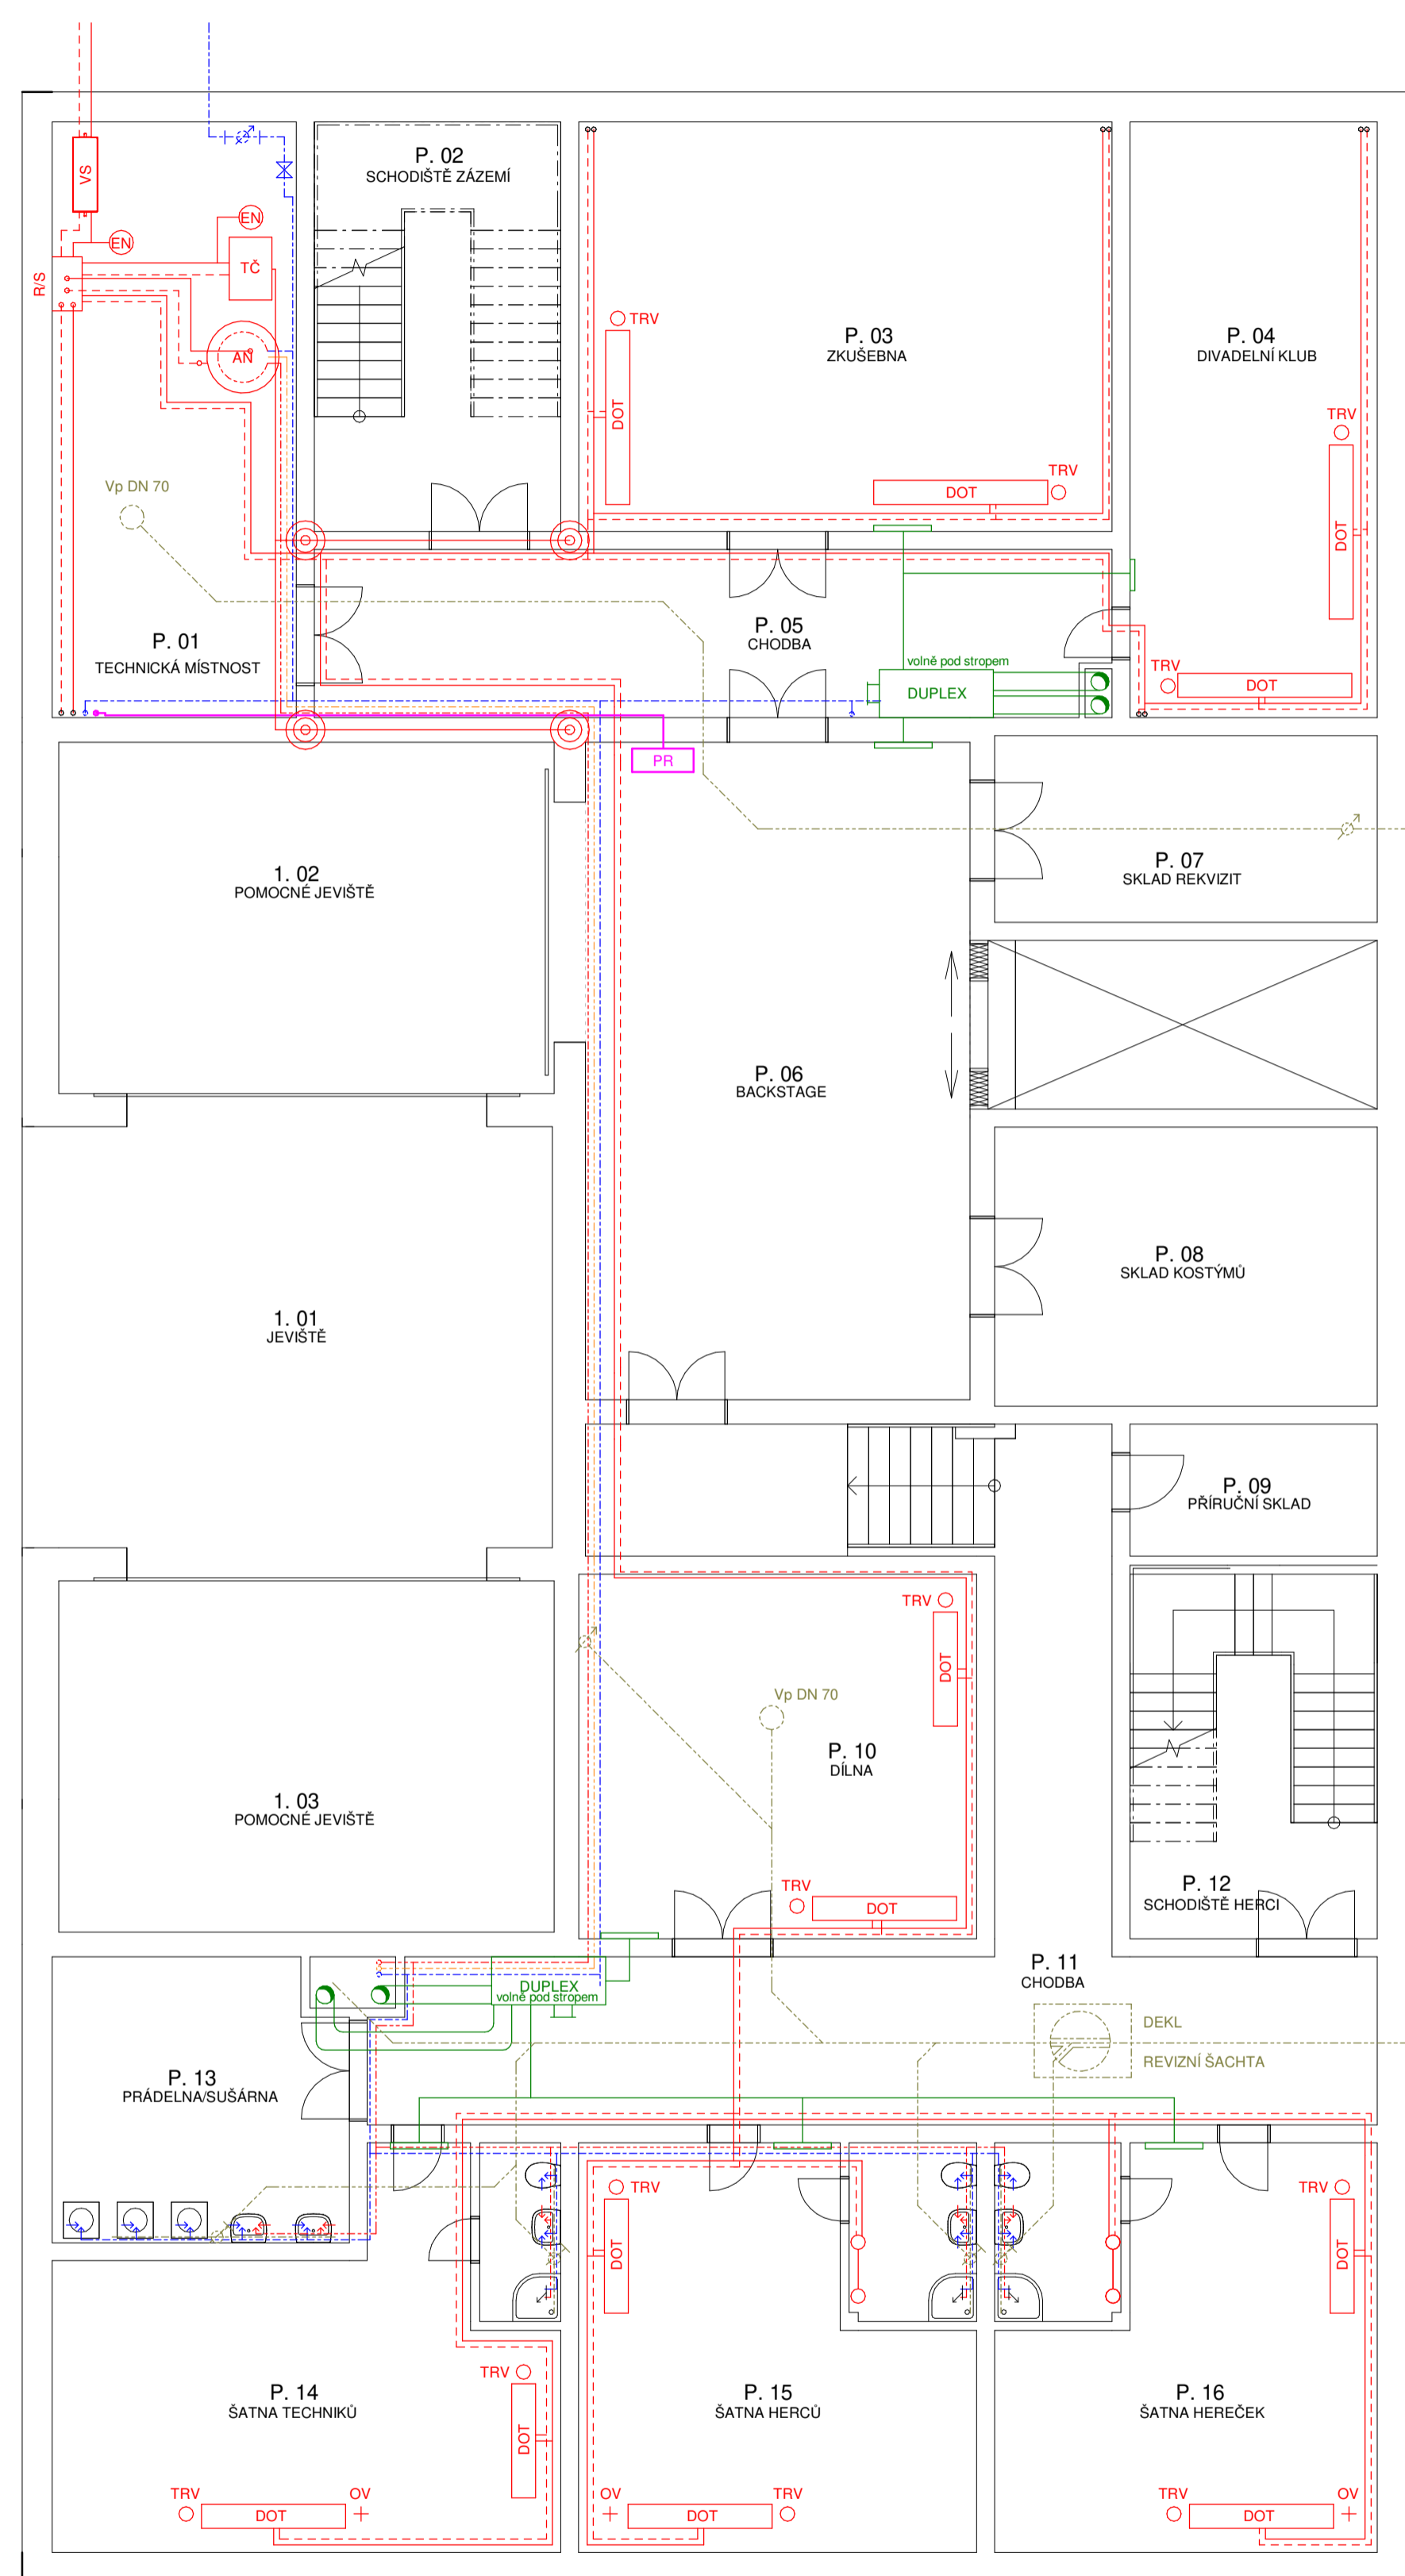 P. 02
SCHODIŠTĚ ZÁZEMÍ
VS
EN
EN
TČ
R/S
AN
TRV
P. 03
ZKUŠEBNA
P. 04
DIVADELNÍ KLUB
DOT
TRV
TRV
DOT
DOT
Vp DN 70
P. 01
TECHNICKÁ MÍSTNOST
P. 05
CHODBA
volně pod stropem
DUPLEX
TRV
DOT
PR
P. 07
SKLAD REKVIZIT
1. 02
POMOCNÉ JEVIŠTĚ
P. 06
BACKSTAGE
P. 08
SKLAD KOSTÝMŮ
1. 01
JEVIŠTĚ
P. 09
PŘÍRUČNÍ SKLAD
TRV
DOT
Vp DN 70
P. 10
DÍLNA
1. 03
POMOCNÉ JEVIŠTĚ
TRV
DOT
P. 12
SCHODIŠTĚ HERCI
P. 11
CHODBA
DUPLEX
volně pod stropem
DEKL
REVIZNÍ ŠACHTA
P. 13
PRÁDELNA/SUŠÁRNA
TRV
DOT
TRV
DOT
P. 14
ŠATNA TECHNIKŮ
TRV
DOT
P. 15
ŠATNA HERCŮ
P. 16
ŠATNA HEREČEK
TRV
DOT
OV
OV
DOT
TRV
TRV
DOT
OV